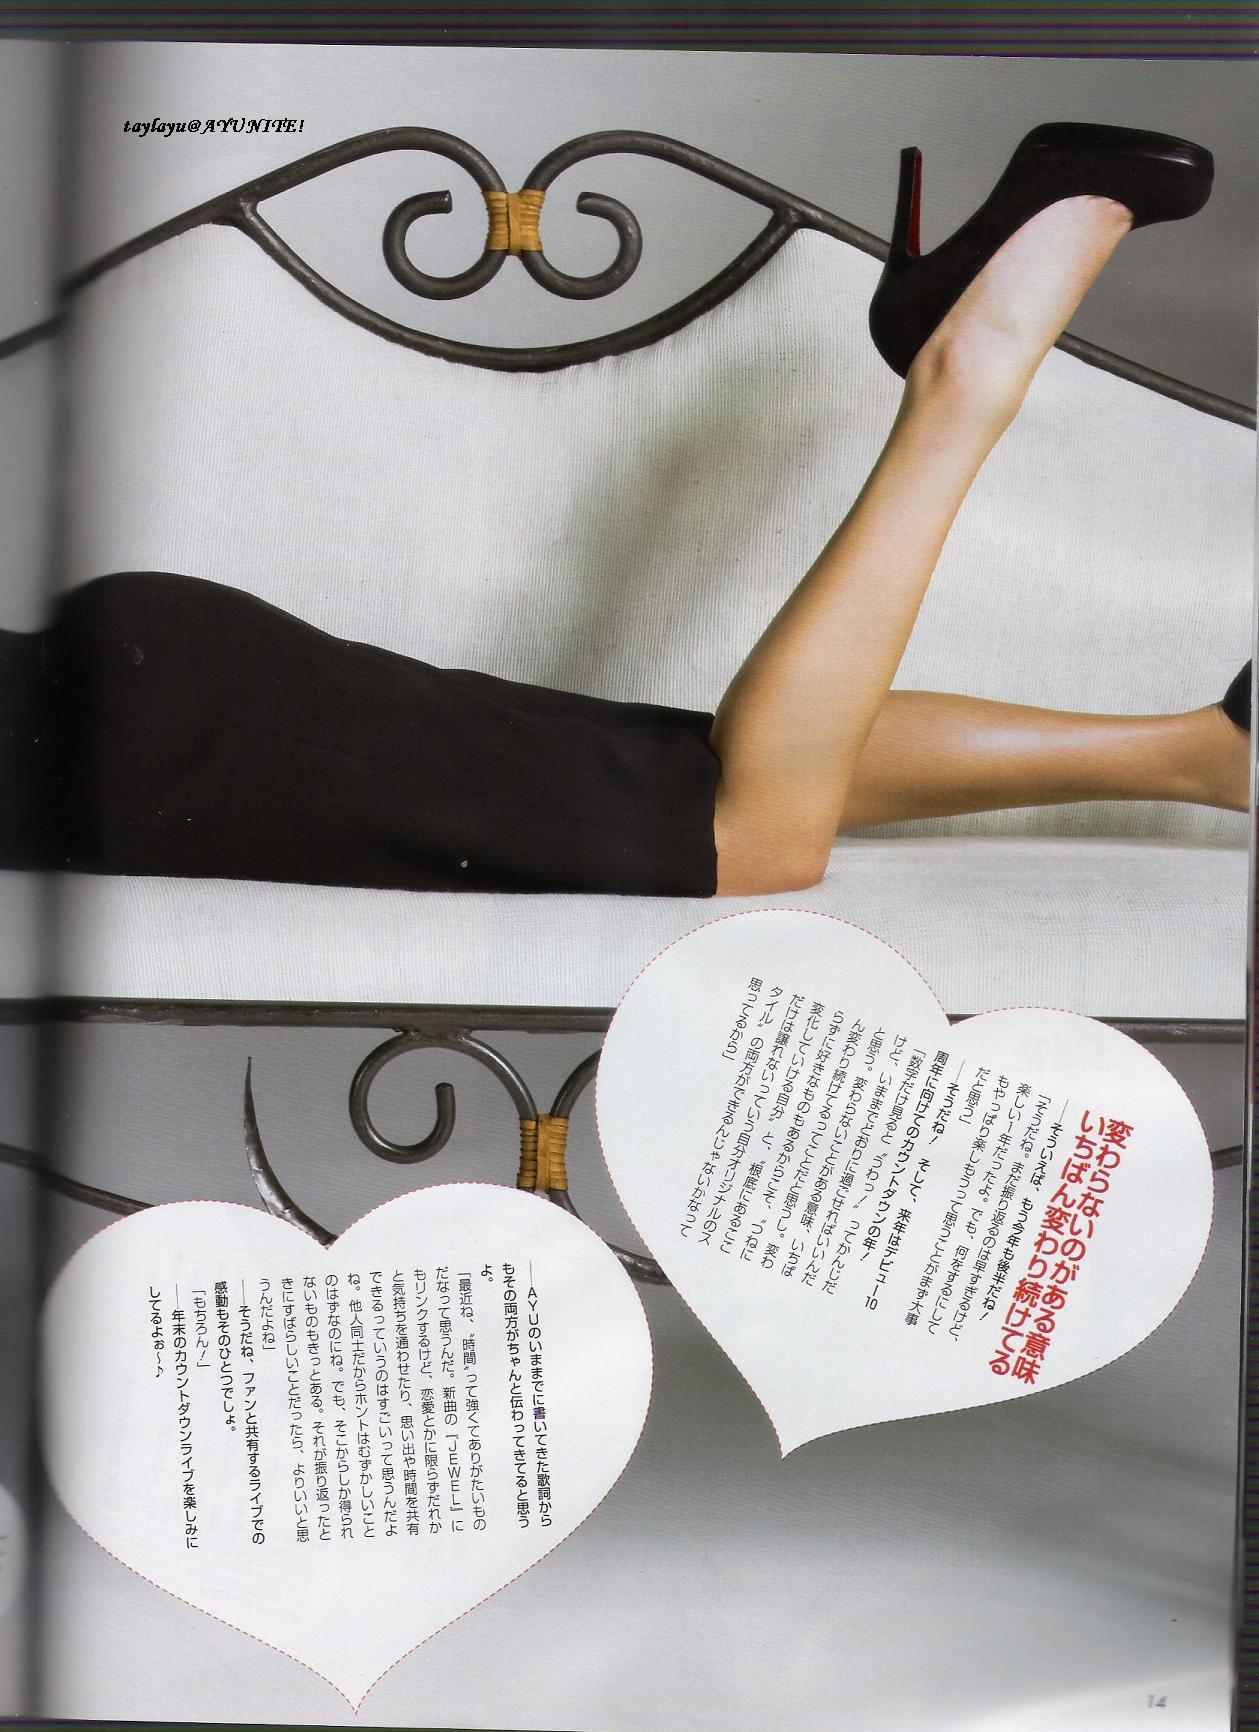 taylayu@AYUNITE!
変わらないのがある意味
いちばん変わり続けてる
――そういえば、もう今年も後半だね！
「そうだね。まだ振り返るのは早すぎるけど、
楽しい1年だったよ。でも、何をするにして
もやっぱり楽しもうって思うことがまず大事
だと思う」
――そうだね！　そして、来年はデビュー10
周年に向けてのカウントダウンの年！
「数字だけ見ると〝うわっ！〟ってかんじだ
けど、いままでどおりに過ごせればいいんだ
と思う。変わらないことがある意味、いちば
ん変わり続けてるってことだと思うし。変わ
らずに好きなものもあるからこそ、〝つねに
変化していける自分〟と、〝根底にあるここ
だけは譲れないっていう自分オリジナルのス
タイル〟の両方ができるんじゃないかなって
思ってるから」
――AYUのいままでに書いてきた歌詞から
もその両方がちゃんと伝わってきてると思う
よ。
「最近ね、〝時間〟って強くてありがたいもの
だなって思うんだ。新曲の『JEWEL』に
もリンクするけど、恋愛とかに限らずだれか
と気持ちを通わせたり、思い出や時間を共有
できるっていうのはすごいって思うんだよ
ね。他人同士だからホントはむずかしいこと
のはずなのにね。でも、そこからしか得られ
ないものもきっとある。それが振り返ったと
きにすばらしいことだったら、よりいいと思
うんだよね」
――そうだね、ファンと共有するライブでの
感動もそのひとつでしょ。
「もちろん！」
――年末のカウントダウンライブを楽しみに
してるよぉ～♪
14